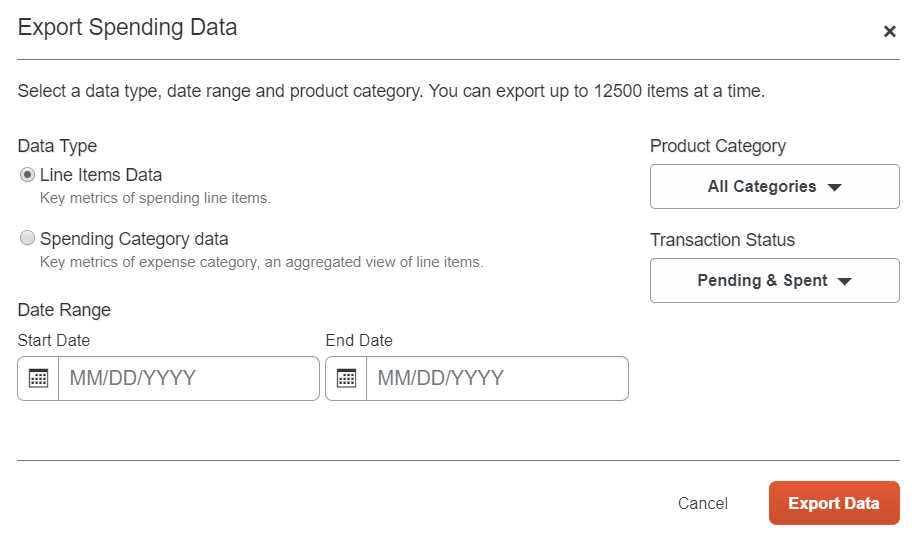 Export Spending Data
Select a data type, date range and product category. You can export up to 12500 items at a time.
Data Type
Line Items Data
Key metrics of spending line items.
Spending Category data
Key metrics of expense category, an aggregated view of line items.
Date Range
Start Date
MM/DD/YYYY
End Date
MM/DD/YYYY
Product Category
All Categories
Transaction Status
Pending & Spent
Cancel
Export Data